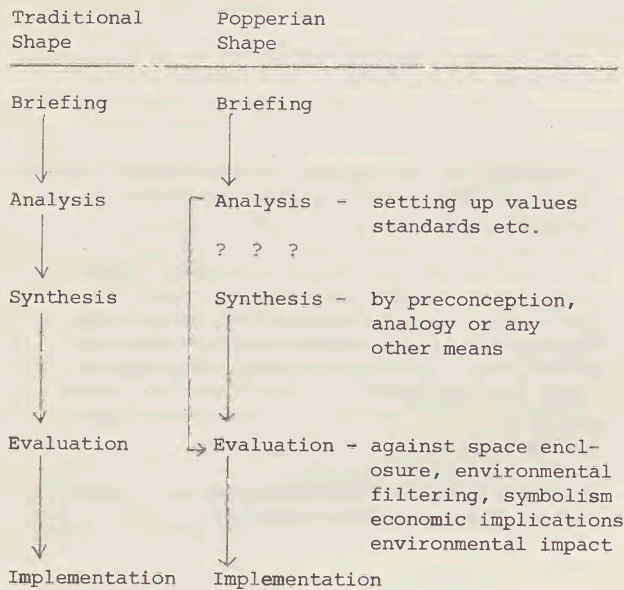 Traditional Shape
Popperian Shape
Briefing
Briefing
Analysis
Analysis - setting up values
standards etc.
? ? ?
Synthesis
Synthesis - by preconception,
analogy or any
other means
Evaluation
Evaluation - against space encl-
osure, environmental
filtering, symbolism
economic implications
environmental impact
Implementation
Implementation